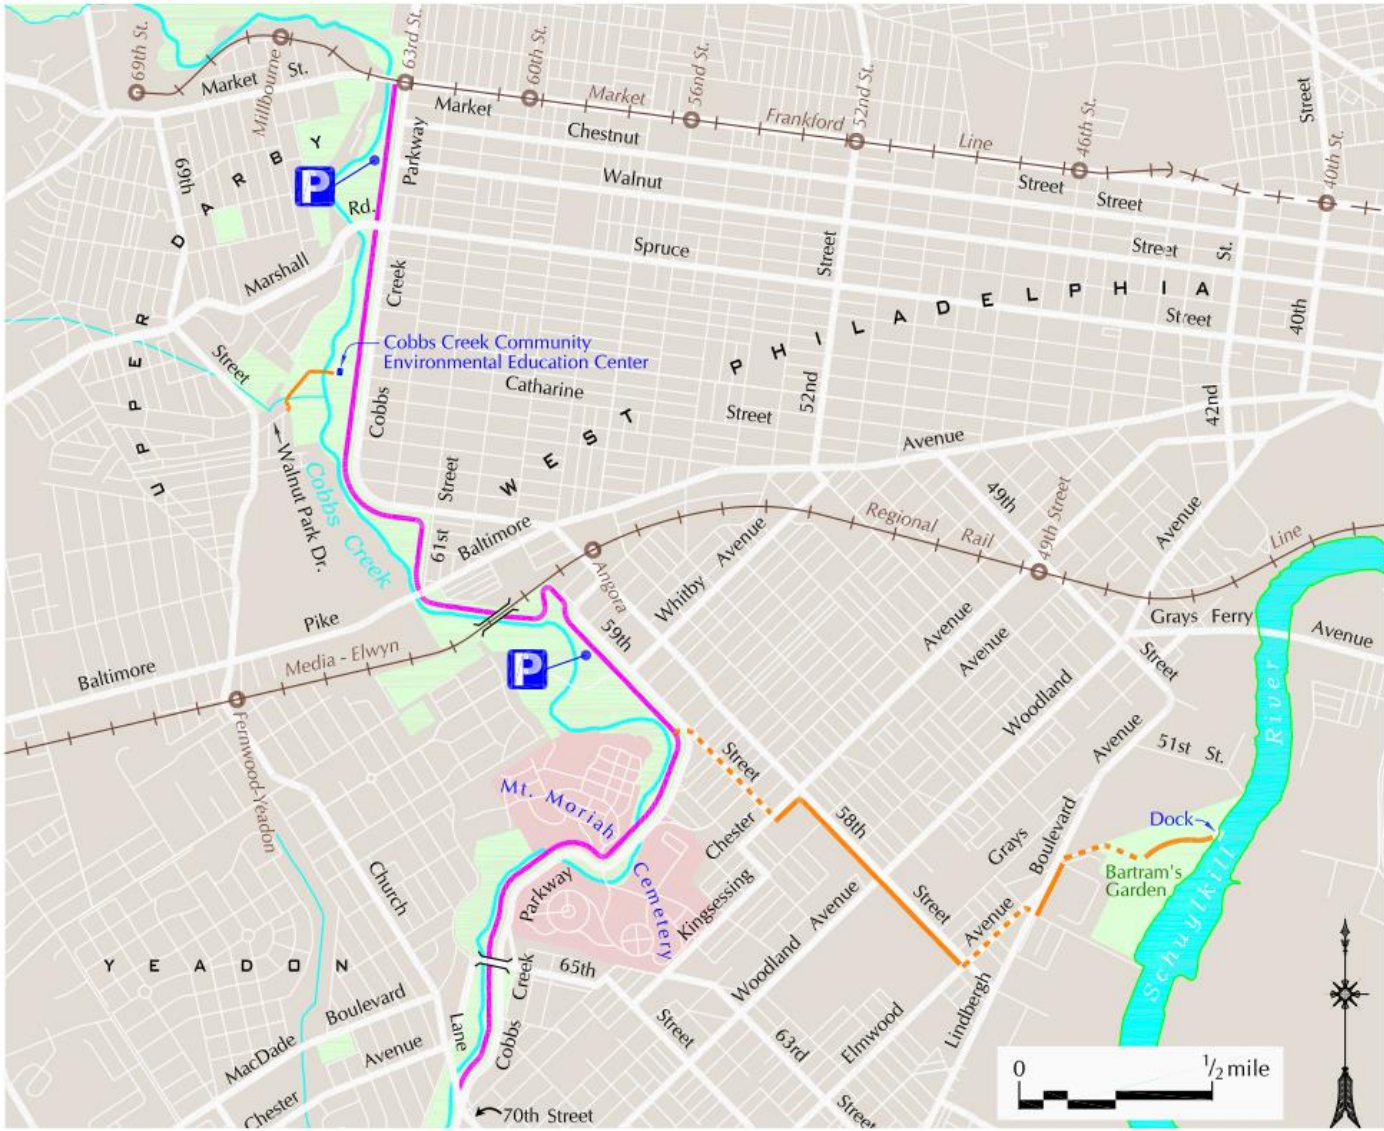 69th St.
Millbourne
63rd St.
60th St.
56nd St.
52nd St.
46th St.
40th St.
Market
St.
Market
Market
Frankford
Line
Chestnut
Street
Walnut
Street
Spruce
Street
Street
Street
St.
69th
UPPER
DARBY
P
Rd.
Marshall
Parkway
Creek
Cobbs
Street
52nd
40th
42nd
WEST
PHILADELPHIA
Cobbs Creek Community
Environmental Education Center
Catharine
Street
Street
Walnut Park Dr.
Cobbs
Creek
Street
61st
Baltimore
Avenue
Pike
Baltimore
Media - Elwyn
Regional
Rail
Line
Angora
49th Street
49th
Street
Whitby
Avenue
Avenue
Avenue
Avenue
Grays
Ferry
Avenue
59th
P
Street
Fernwood-Yeadon
Mt. Moriah
Cemetery
Chester
Kingsessing
Woodland
Avenue
58th
Street
Woodland
Avenue
51st St.
Grays
Avenue
Lindbergh
Boulevard
Dock
Bartram's
Garden
Schuylkill
River
Church
Lane
Parkway
Creek
Cobbs
YEADON
MacDade
Boulevard
Chester
Avenue
65th
Street
63rd
Street
Elmwood
70th Street
0
1/2 mile